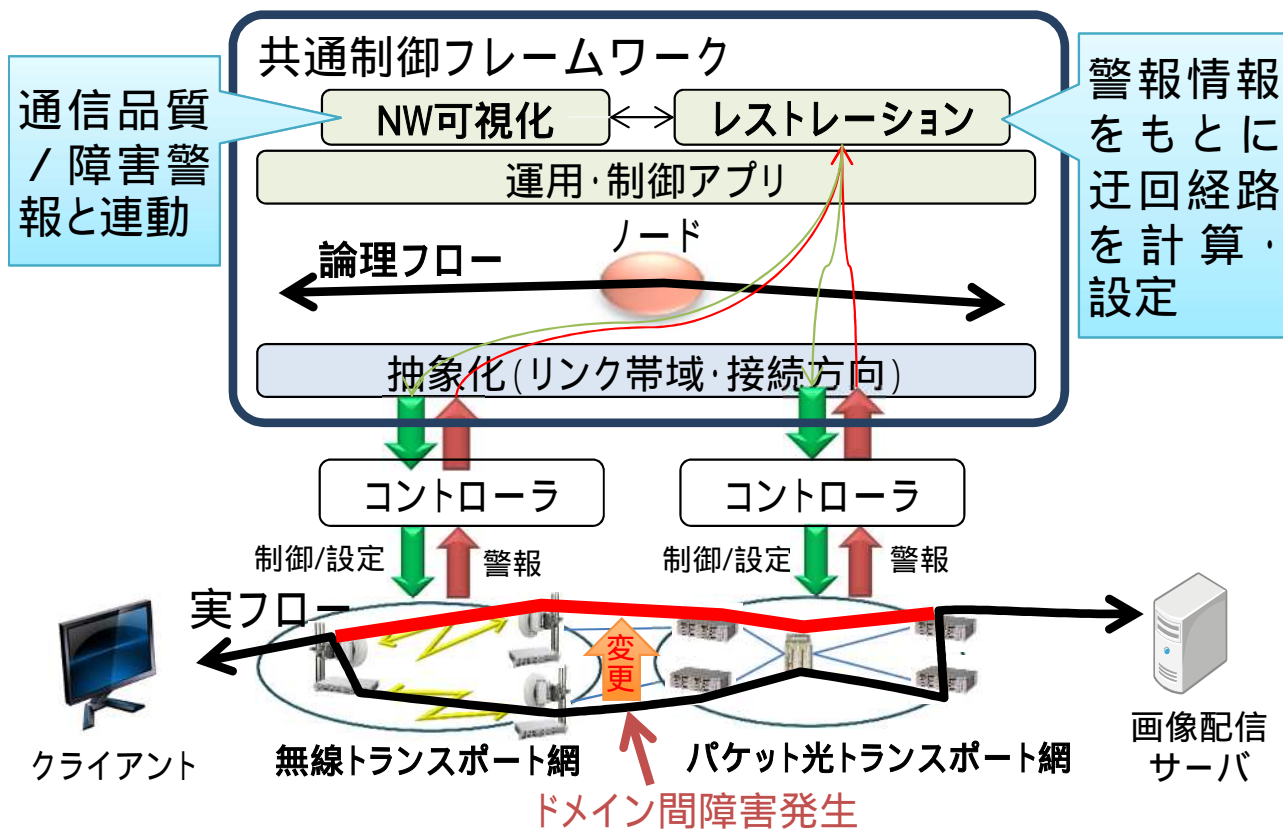 共通制御フレームワーク
通信品質
/障害警
報と連動
NW可視化
レストレーション
警報情報
をもとに
迂回経路
を計算・
設定
運用・制御アプリ
ノード
論理フロー
抽象化(リンク帯域・接続方向)
コントローラ
コントローラ
制御/設定
警報
制御/設定
警報
実フロー
変
更
クライアント
無線トランスポート網
パケット光トランスポート網
画像配信
サーバ
ドメイン間障害発生